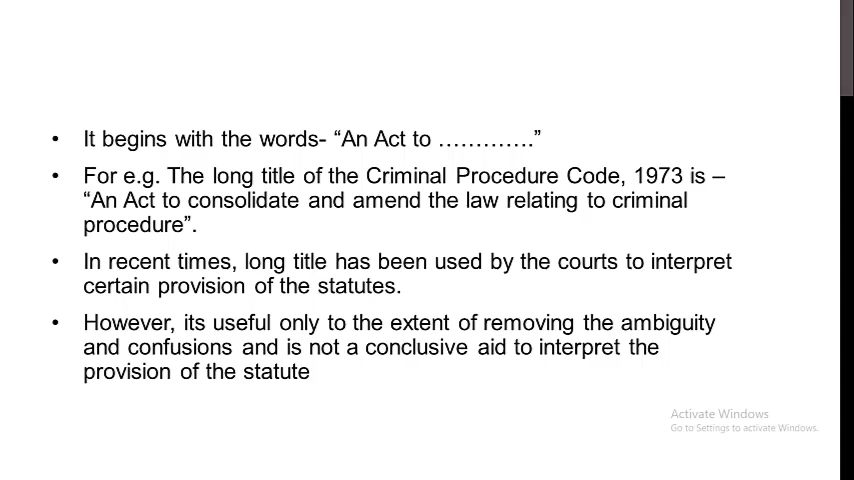 • It begins with the words- “An Act to ………….”
• For e.g. The long title of the Criminal Procedure Code, 1973 is –
“An Act to consolidate and amend the law relating to criminal
procedure”.
• In recent times, long title has been used by the courts to interpret
certain provision of the statutes.
• However, its useful only to the extent of removing the ambiguity
and confusions and is not a conclusive aid to interpret the
provision of the statute
Activate Windows
Go to Settings to activate Windows.